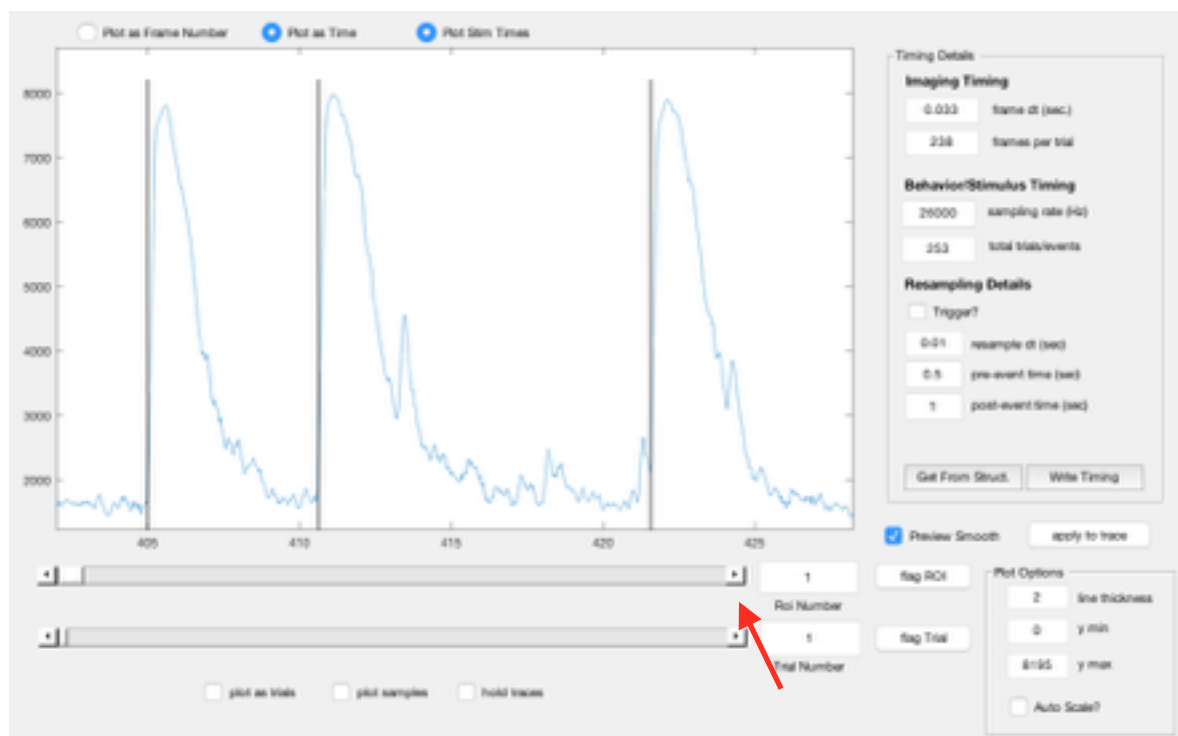 Plot as Frame Number Plot as Time Plot Stim Times
8000
7000
6000
5000
4000
3000
2000
405 410 415 420 425
Timing Details
Imaging Timing
0.033 frame dt (sec.)
238 frames per trial
Behavior/Stimulus Timing
26000 sampling rate (Hz)
253 total trials/events
Resampling Details
Trigger?
0.01 resample dt (sec)
0.5 pre-event time (sec)
1 post-event time (sec)
Get From Struct. Write Timing
Preview Smooth apply to trace
1 flag ROI
Roi Number
1 flag Trial
Trial Number
plot as trials plot samples hold traces
Plot Options
2 line thickness
0 y min
8195 y max
Auto Scale?